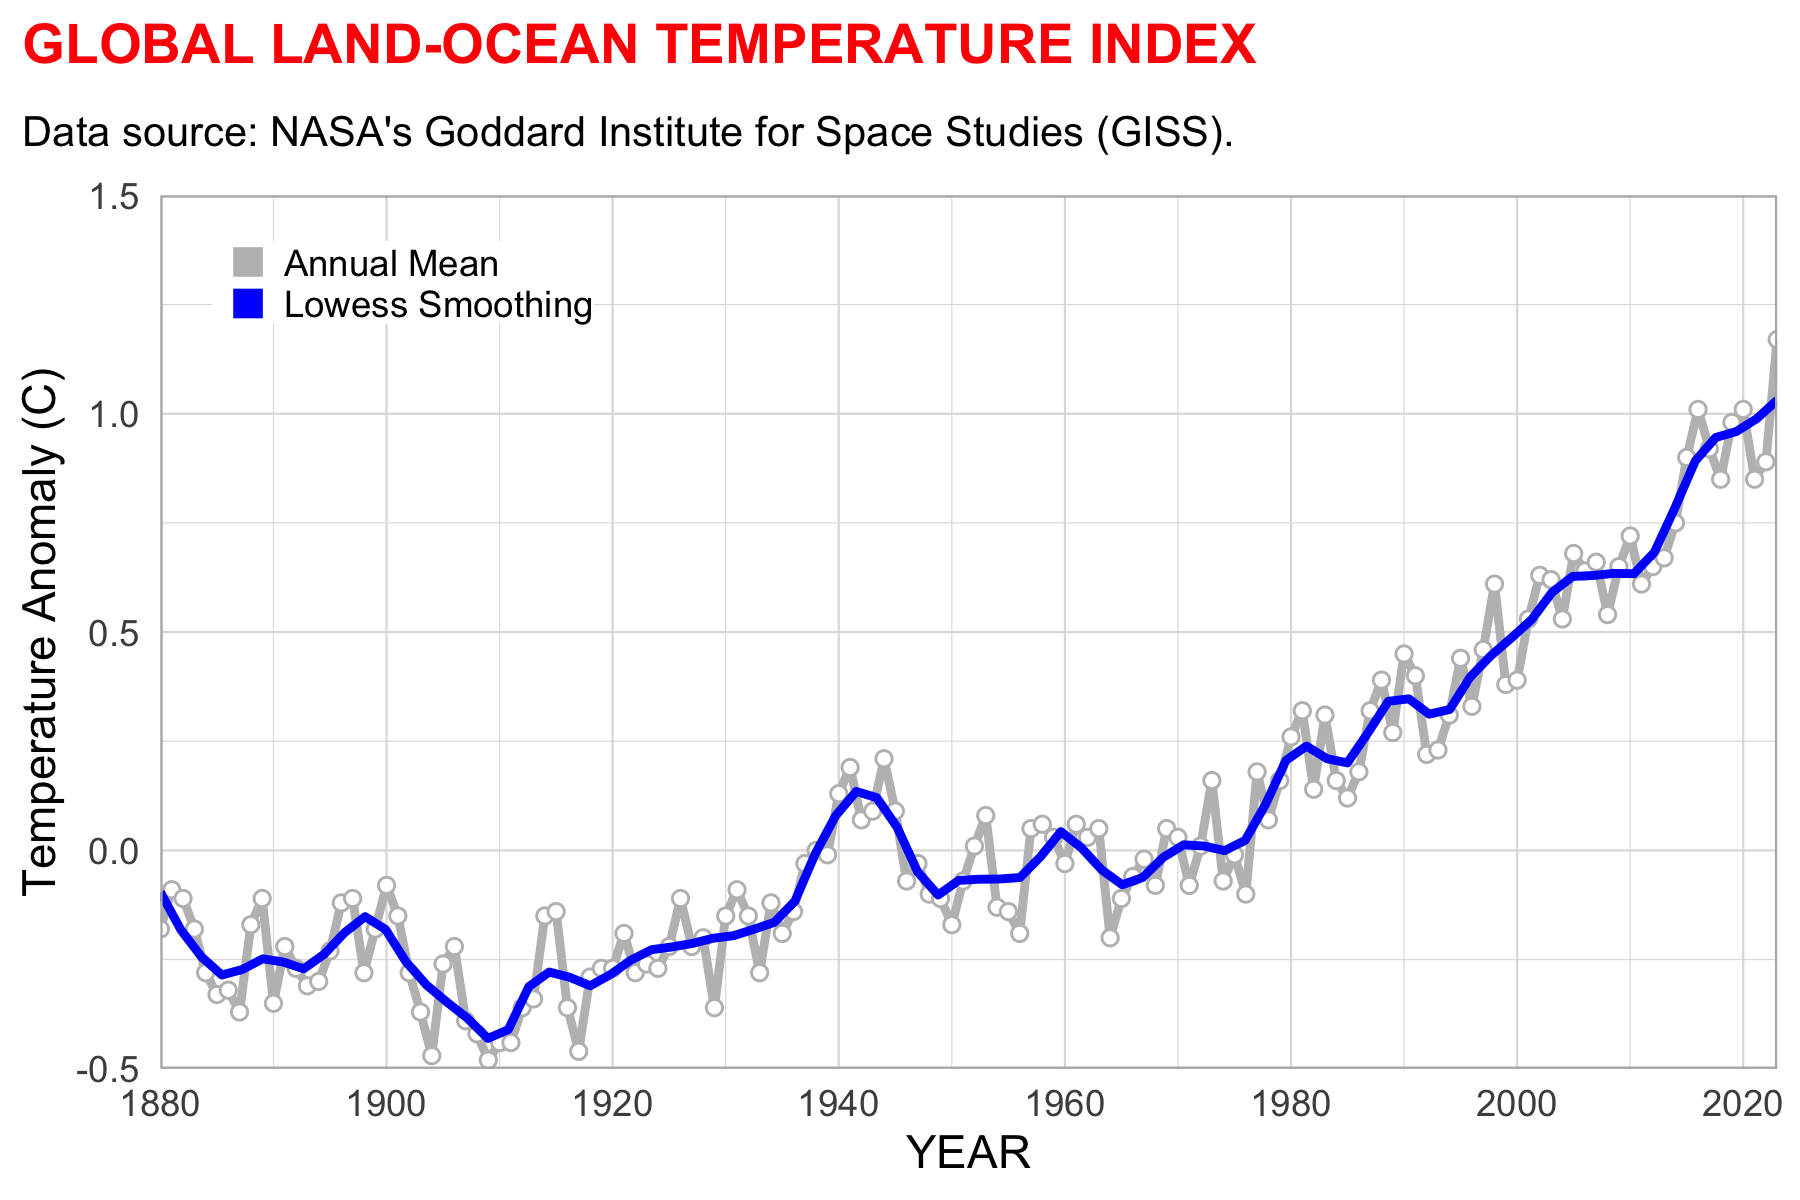 GLOBAL LAND-OCEAN TEMPERATURE INDEX
Data source: NASA's Goddard Institute for Space Studies (GISS).
1.5
Annual Mean
Lowess Smoothing
1.0
0.5
0.0
-0.5
Temperature Anomaly (C)
1880 1900 1920 1940 1960 1980 2000 2020
YEAR